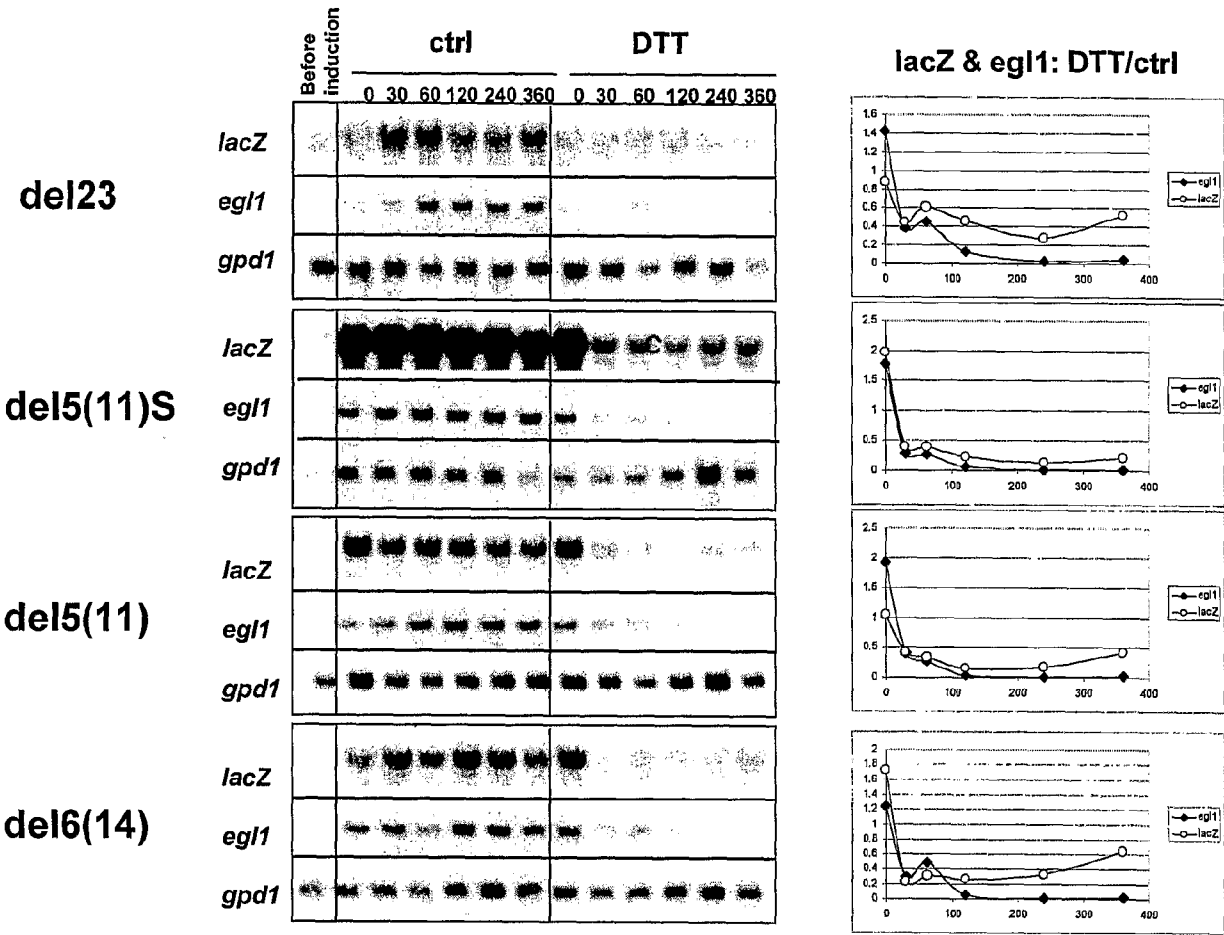 Before induction
ctrl
DTT
0 30 60 120 240 360
0 30 60 120 240 360
lacZ & egl1: DTT/ctrl
del23
lacZ
egl1
gpd1
1.6
1.4
1.2
1
0.8
0.6
0.4
0.2
0
0 100 200 300 400
egl1
lacZ
del5(11)S
lacZ
egl1
gpd1
2.5
2
1.5
1
0.5
0
0 100 200 300 400
egl1
lacZ
del5(11)
lacZ
egl1
gpd1
2.5
2
1.5
1
0.5
0
0 100 200 300 400
egl1
lacZ
del6(14)
lacZ
egl1
gpd1
2
1.8
1.6
1.4
1.2
1
0.8
0.6
0.4
0.2
0
0 100 200 300 400
egl1
lacZ